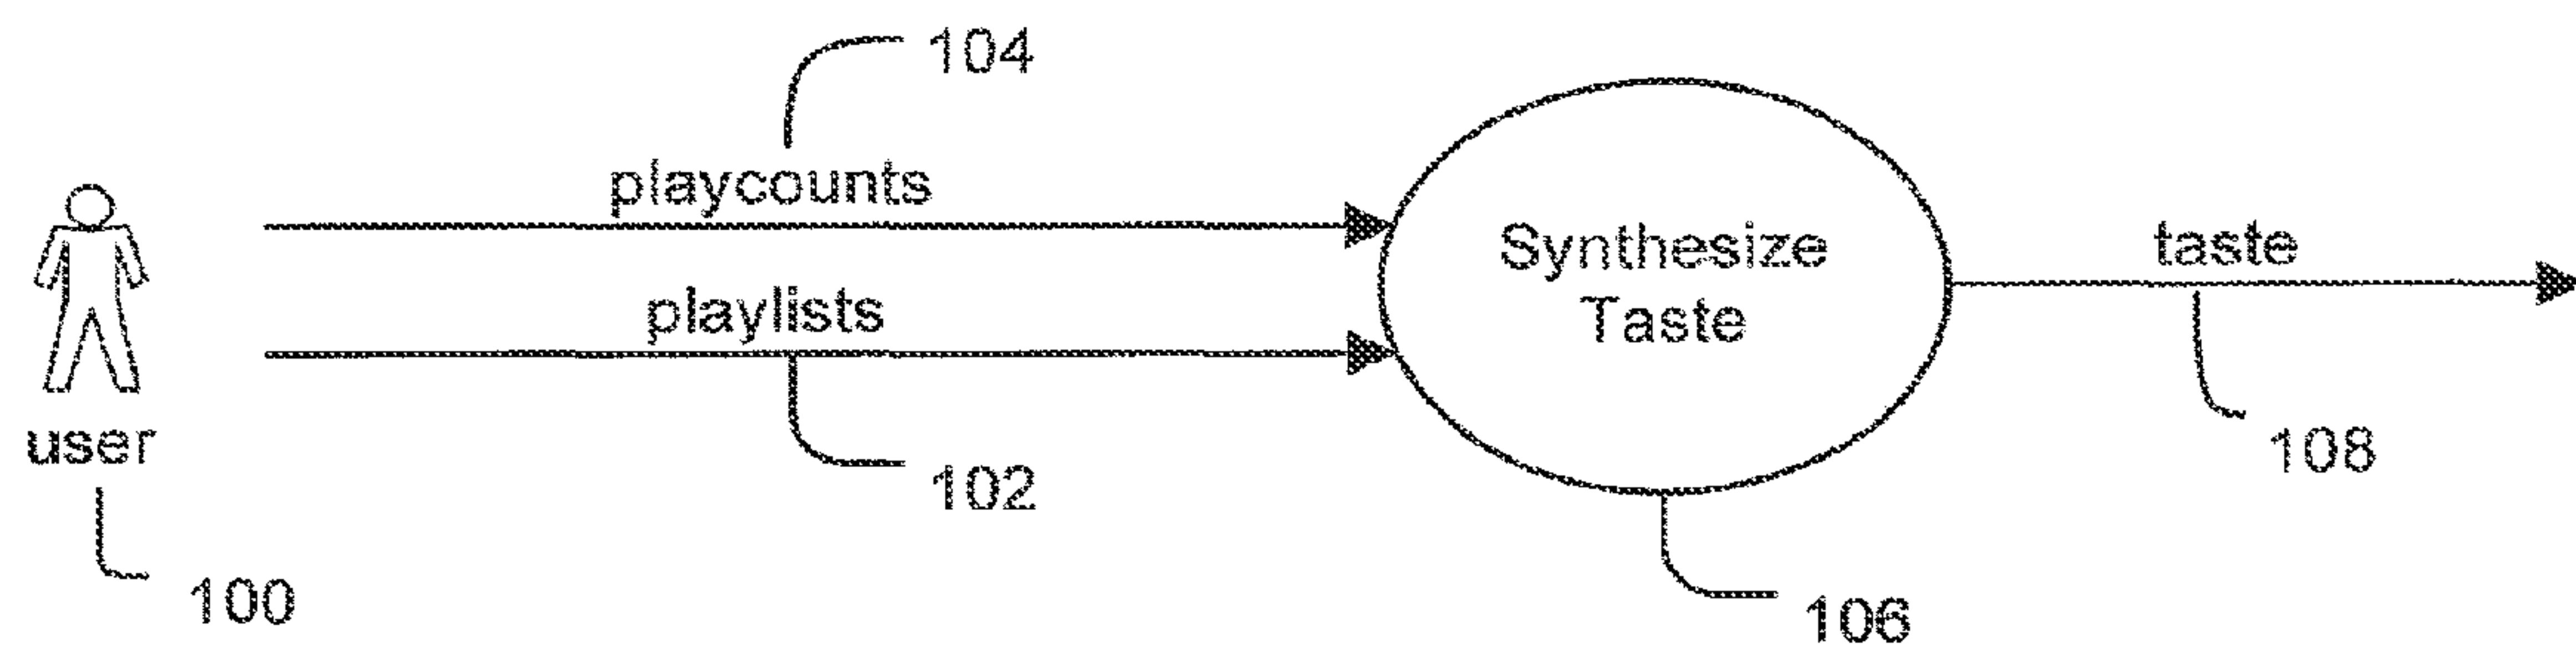 104
playcounts
Synthesize
Taste
taste
playlists
user
102
108
100
106